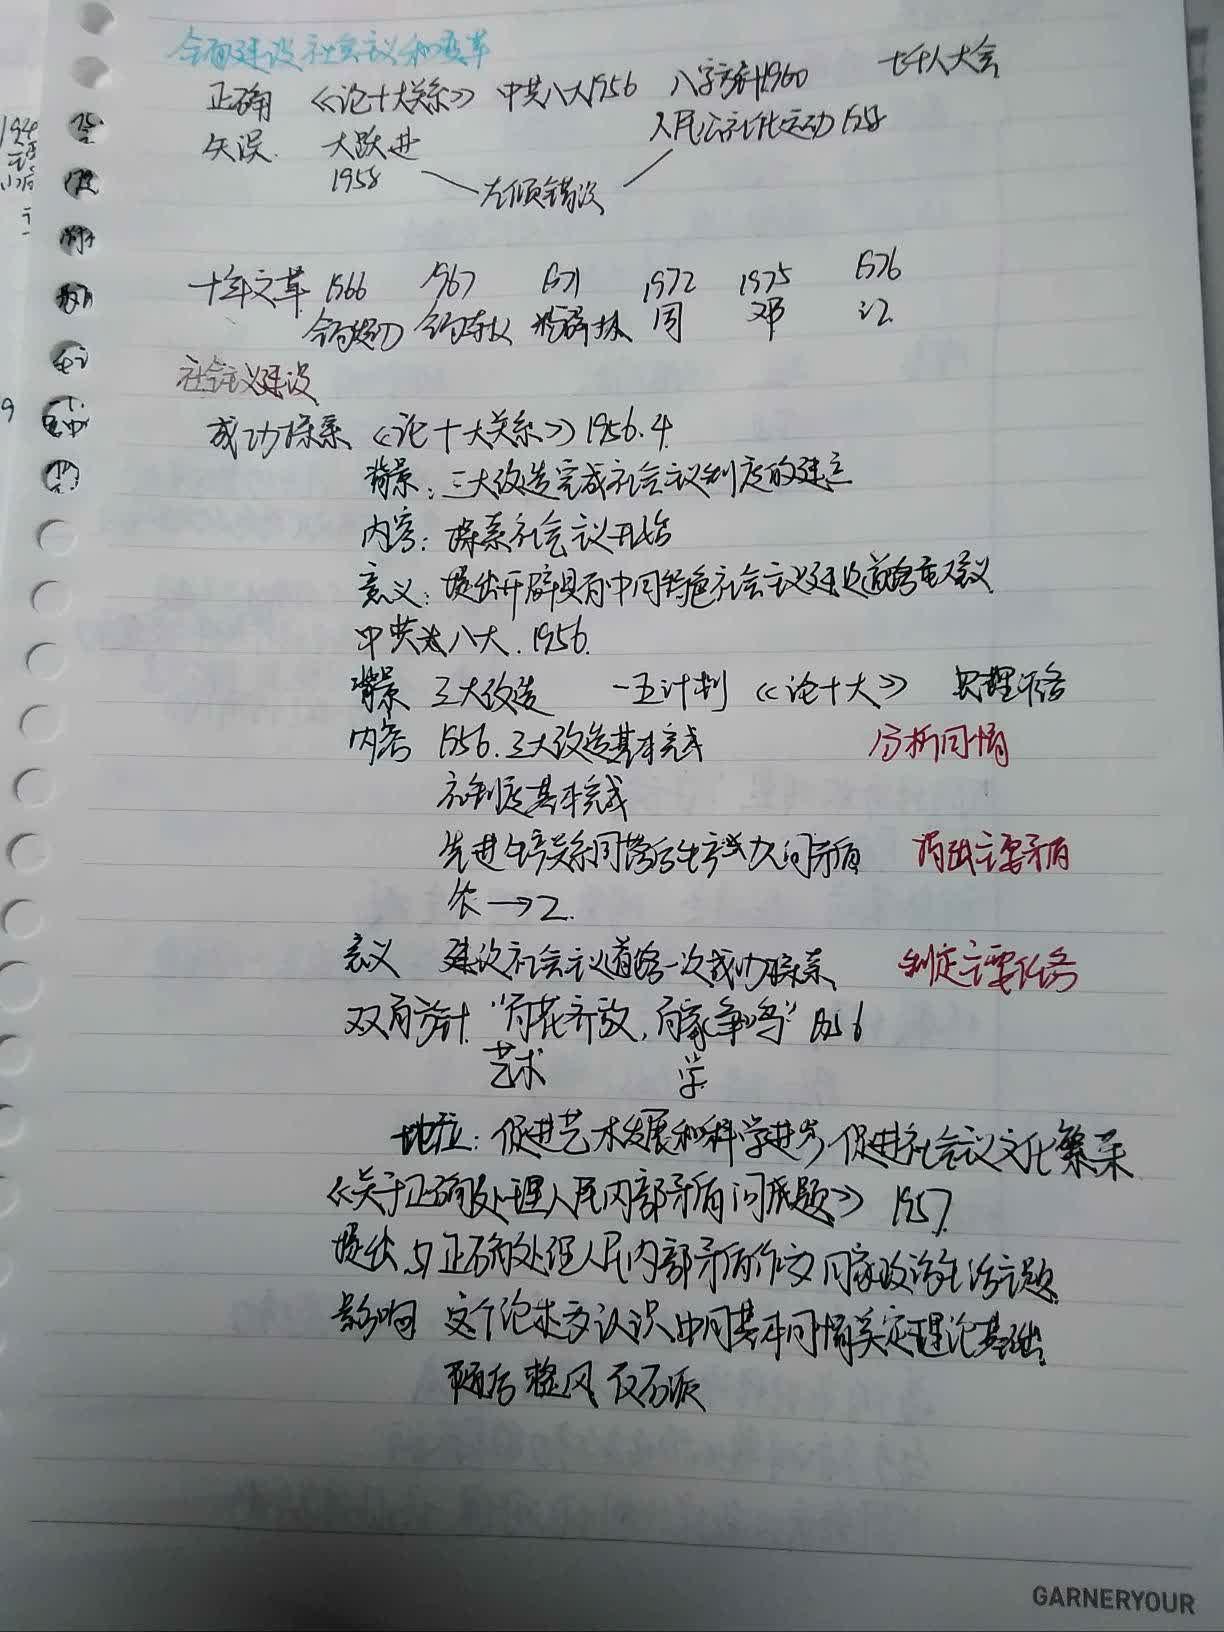 全面建设社会主义和变革
正确 《论十大关系》 中共八大1956 八字方针1960 七千人大会
失误. 大跃进 人民公社化运动 1958
1958 左倾错误
十年文革 1966 1967 1971 1972 1975 1976
全面发动 全面夺权 粉碎林 周 邓 江
社会主义建设
成功探索 《论十大关系》 1956.4
背景: 三大改造完成社会主义制度的建立
内容: 探索社会主义开始
意义: 提出开辟具有中国特色社会主义建设道路重大意义
中共 八大. 1956.
背景 三大改造 一五计划 《论十大》
内容 1956. 三大改造基本完成 分析国情
社制度基本完成
先进生产关系同落后生产力间矛盾 指出主要矛盾
农→工.
意义 建设社会主义道路一次成功探索 制定主要任务
双百方针. "百花齐放, 百家争鸣" 1956
艺术 学
地位: 促进艺术发展和科学进步 促进社会主义文化繁荣
《关于正确处理人民内部矛盾问题》 1957
提出 与正确处理人民内部矛盾作文国家政治生活主题.
影响 这个论述为认识中国基本国情奠定理论基础.
随后 整风 反右派
GARNERYOUR